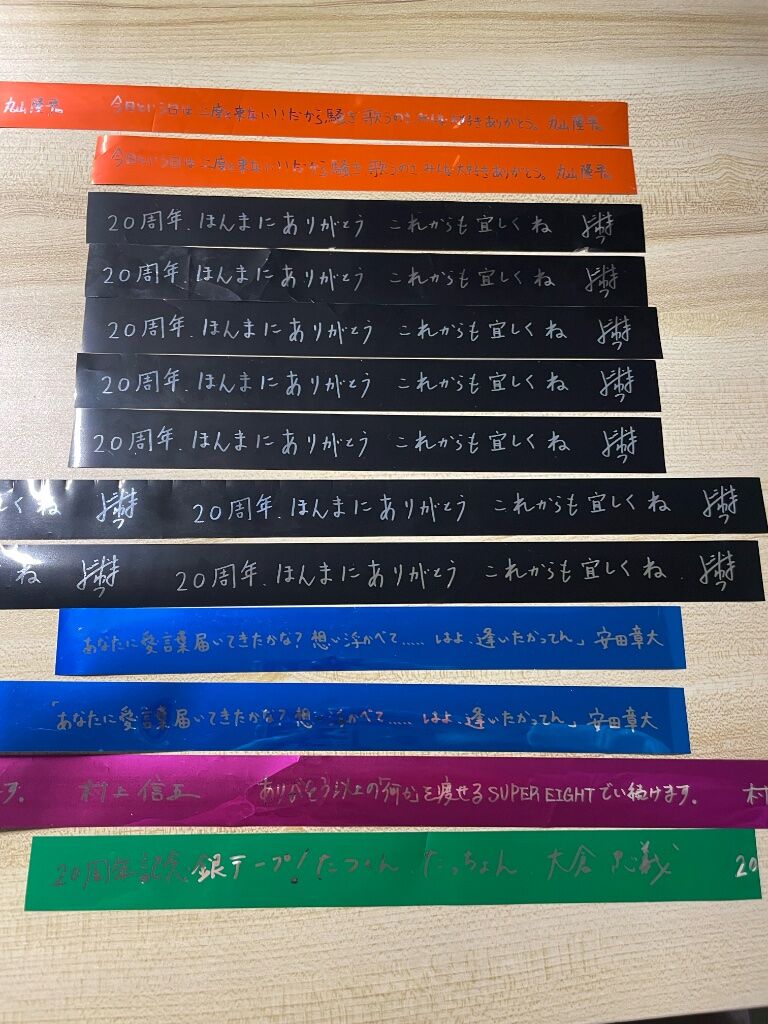 丸山隆平 今日という日は二度と来ないんだから、騒ぎ歌うのさ、みんな大好きありがとう。丸山隆平
今日という日は二度と来ないんだから、騒ぎ歌うのさ、みんな大好きありがとう。丸山隆平
20周年、ほんまにありがとう これからも宜しくね
20周年、ほんまにありがとう これからも宜しくね
20周年、ほんまにありがとう これからも宜しくね
20周年、ほんまにありがとう これからも宜しくね
20周年、ほんまにありがとう これからも宜しくね
しくね 20周年、ほんまにありがとう これからも宜しくね
ね 20周年、ほんまにありがとう これからも宜しくね
「あなたに愛言葉届いてきたかな?想い浮かべて.....はよ、逢いたかってん」 安田章大
「あなたに愛言葉届いてきたかな?想い浮かべて.....はよ、逢いたかってん」 安田章大
す。 村上信五 ありがとう以上の「何か」を渡せるSUPER EIGHTでい続けます。 村
20周年記念、銀テープ!たつくん、たっちょん、大倉忠義 20